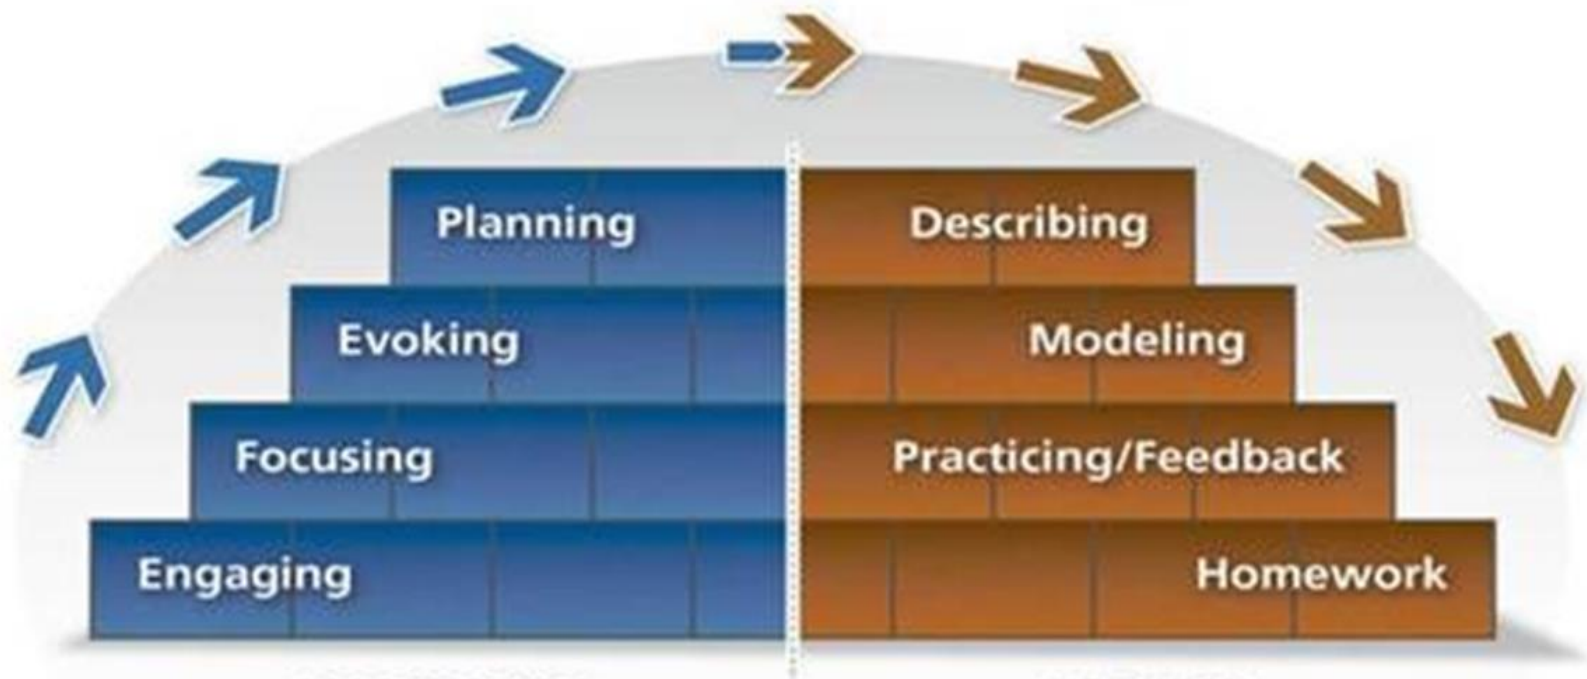 Planning
Describing
Evoking
Modeling
Focusing
Practicing/Feedback
Engaging
Homework